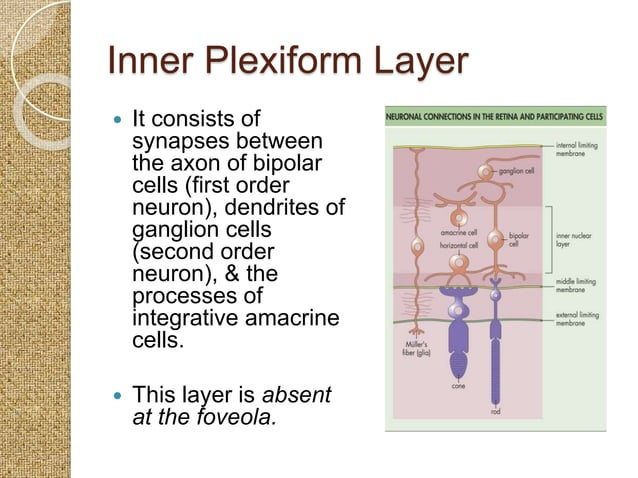 Inner Plexiform Layer
• It consists of
synapses between
the axon of bipolar
cells (first order
neuron), dendrites of
ganglion cells
(second order
neuron), & the
processes of
integrative amacrine
cells.
• This layer is absent
at the foveola.
NEURONAL CONNECTIONS IN THE RETINA AND PARTICIPATING CELLS
internal limiting
membrane
ganglion cell
amacrine cell
horizontal cell
bipolar
cell
inner nuclear
layer
middle limiting
membrane
external limiting
membrane
Müller's
fiber (glia)
cone
rod